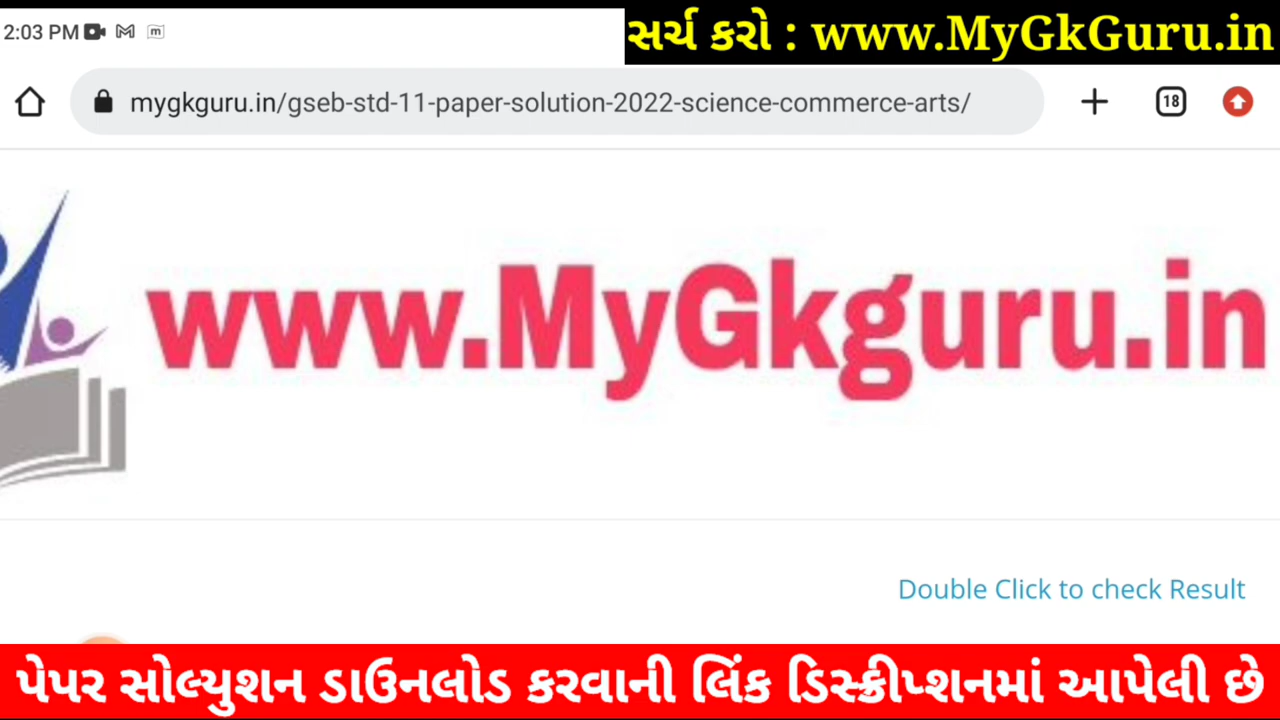 2:03 PM
સર્ચ કરો : www.MyGkGuru.in
mygkguru.in/gseb-std-11-paper-solution-2022-science-commerce-arts/
18
www.MyGkguru.in
Double Click to check Result
પેપર સોલ્યુશન ડાઉનલોડ કરવાની લિંક ડિસ્ક્રીપ્શનમાં આપેલી છે